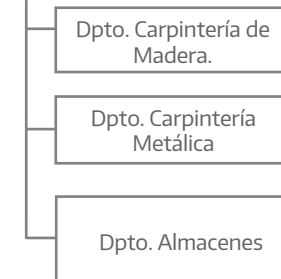 Dpto. Carpintería de
Madera.
Dpto. Carpintería
Metálica
Dpto. Almacenes